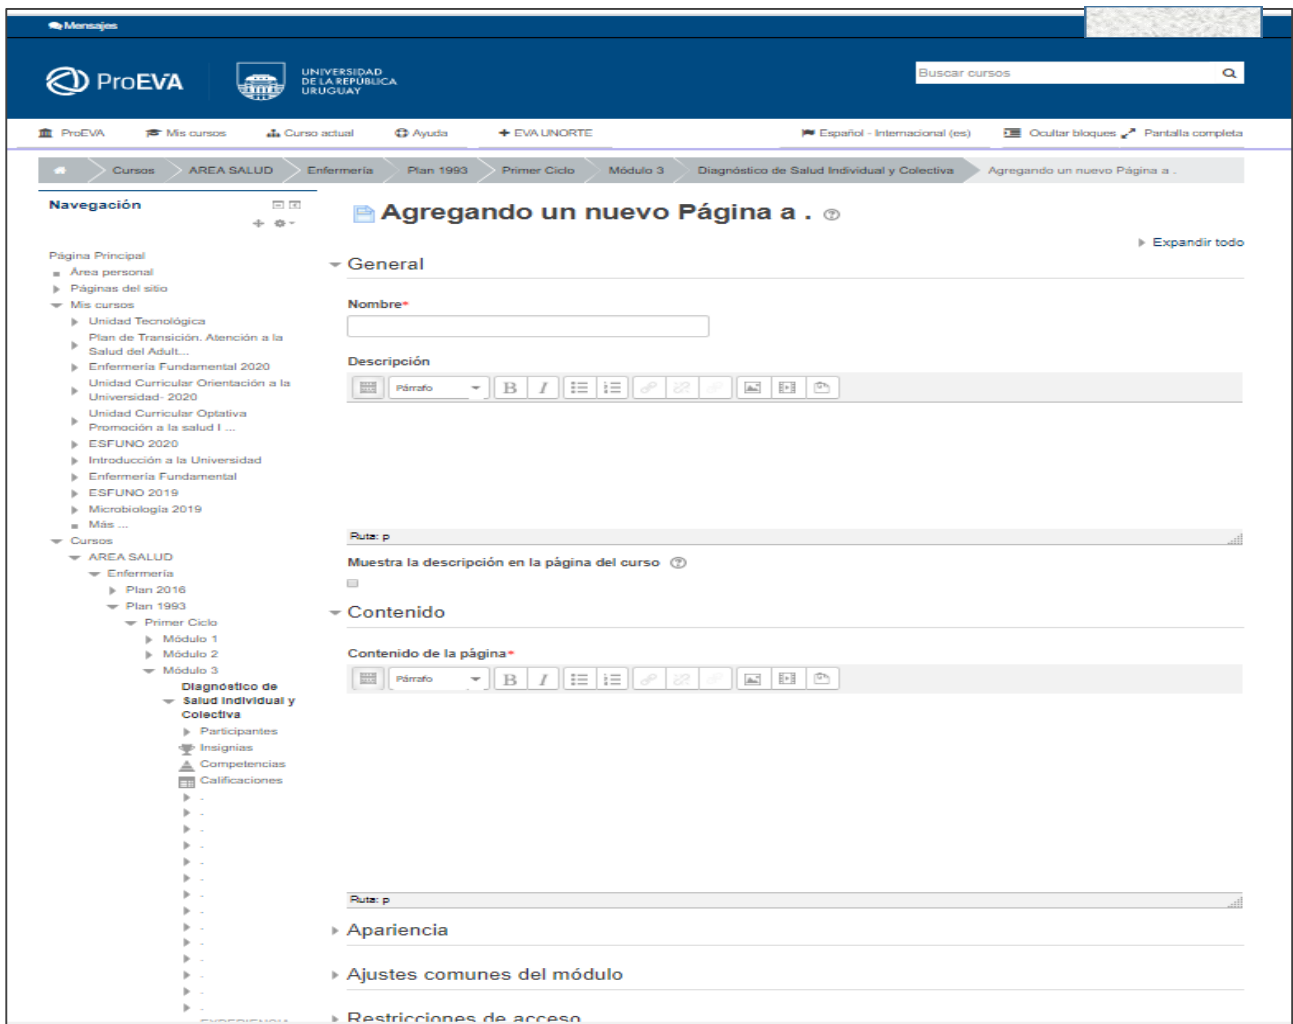 Mensajes
ProEVA
UNIVERSIDAD
DE LA REPÚBLICA
URUGUAY
Buscar cursos
ProEVA Mis cursos Curso actual Ayuda EVA UNORTE Español - Internacional (es) Ocultar bloques Pantalla completa
Cursos AREA SALUD Enfermería Plan 1993 Primer Ciclo Módulo 3 Diagnóstico de Salud Individual y Colectiva Agregando un nuevo Página a .
Navegación
Página Principal
Área personal
Páginas del sitio
Mis cursos
Unidad Tecnológica
Plan de Transición. Atención a la
Salud del Adult...
Enfermería Fundamental 2020
Unidad Curricular Orientación a la
Universidad- 2020
Unidad Curricular Optativa
Promoción a la salud I ...
ESFUNO 2020
Introducción a la Universidad
Enfermería Fundamental
ESFUNO 2019
Microbiología 2019
Más ...
Cursos
AREA SALUD
Enfermería
Plan 2016
Plan 1993
Primer Ciclo
Módulo 1
Módulo 2
Módulo 3
Diagnóstico de
Salud Individual y
Colectiva
Participantes
Insignias
Competencias
Calificaciones
.
.
.
.
.
.
.
.
.
.
.
.
.
EXPERIENCIA
Agregando un nuevo Página a .
Expandir todo
General
Nombre*
Descripción
Párrafo B I
Ruta: p
Muestra la descripción en la página del curso
Contenido
Contenido de la página*
Párrafo B I
Ruta: p
Apariencia
Ajustes comunes del módulo
Restricciones de acceso